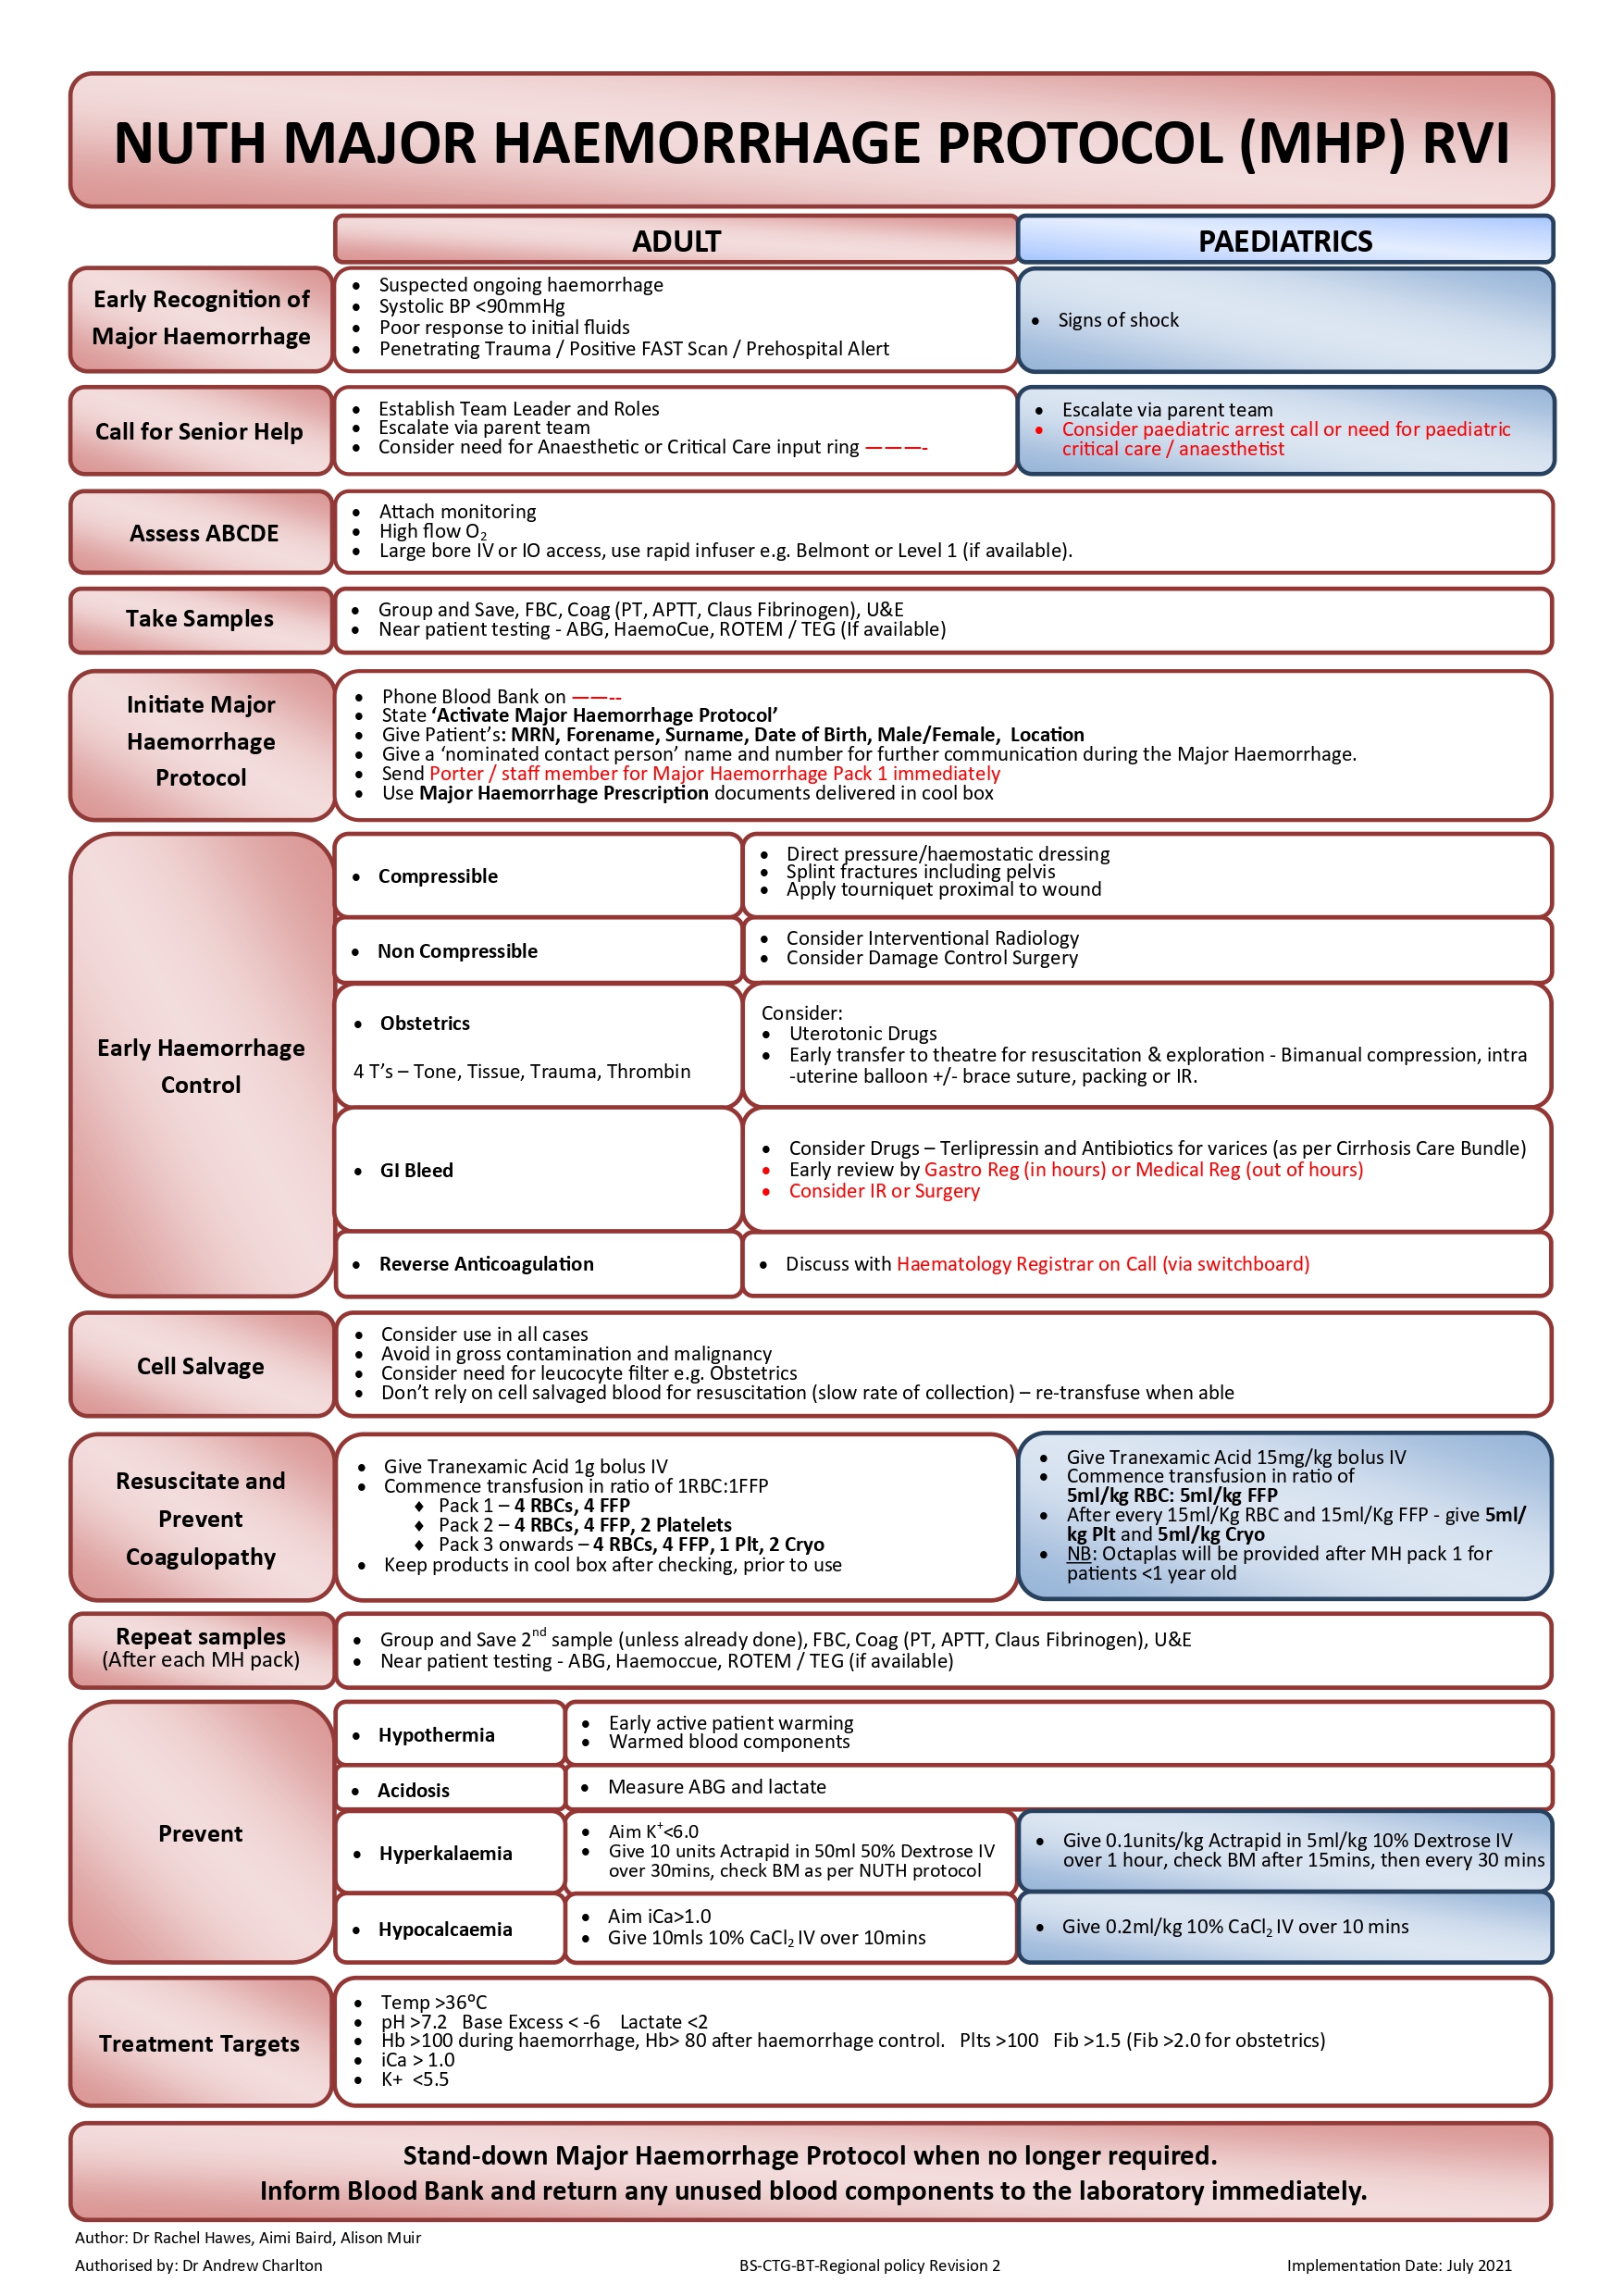 NUTH MAJOR HAEMORRHAGE PROTOCOL (MHP) RVI
ADULT
PAEDIATRICS
Early Recognition of
Major Haemorrhage
• Suspected ongoing haemorrhage
• Systolic BP <90mmHg
• Poor response to initial fluids
• Penetrating Trauma / Positive FAST Scan / Prehospital Alert
• Signs of shock
Call for Senior Help
• Establish Team Leader and Roles
• Escalate via parent team
• Consider need for Anaesthetic or Critical Care input ring ———-
• Escalate via parent team
• Consider paediatric arrest call or need for paediatric
critical care / anaesthetist
Assess ABCDE
• Attach monitoring
• High flow O₂
• Large bore IV or IO access, use rapid infuser e.g. Belmont or Level 1 (if available).
Take Samples
• Group and Save, FBC, Coag (PT, APTT, Claus Fibrinogen), U&E
• Near patient testing - ABG, HaemoCue, ROTEM / TEG (If available)
Initiate Major
Haemorrhage
Protocol
• Phone Blood Bank on ——--
• State ‘Activate Major Haemorrhage Protocol’
• Give Patient’s: MRN, Forename, Surname, Date of Birth, Male/Female, Location
• Give a ‘nominated contact person’ name and number for further communication during the Major Haemorrhage.
• Send Porter / staff member for Major Haemorrhage Pack 1 immediately
• Use Major Haemorrhage Prescription documents delivered in cool box
Early Haemorrhage
Control
• Compressible
• Direct pressure/haemostatic dressing
• Splint fractures including pelvis
• Apply tourniquet proximal to wound
• Non Compressible
• Consider Interventional Radiology
• Consider Damage Control Surgery
• Obstetrics
4 T’s – Tone, Tissue, Trauma, Thrombin
Consider:
• Uterotonic Drugs
• Early transfer to theatre for resuscitation & exploration - Bimanual compression, intra
-uterine balloon +/- brace suture, packing or IR.
• GI Bleed
• Consider Drugs – Terlipressin and Antibiotics for varices (as per Cirrhosis Care Bundle)
• Early review by Gastro Reg (in hours) or Medical Reg (out of hours)
• Consider IR or Surgery
• Reverse Anticoagulation
• Discuss with Haematology Registrar on Call (via switchboard)
Cell Salvage
• Consider use in all cases
• Avoid in gross contamination and malignancy
• Consider need for leucocyte filter e.g. Obstetrics
• Don’t rely on cell salvaged blood for resuscitation (slow rate of collection) – re-transfuse when able
Resuscitate and
Prevent
Coagulopathy
• Give Tranexamic Acid 1g bolus IV
• Commence transfusion in ratio of 1RBC:1FFP
♦ Pack 1 – 4 RBCs, 4 FFP
♦ Pack 2 – 4 RBCs, 4 FFP, 2 Platelets
♦ Pack 3 onwards – 4 RBCs, 4 FFP, 1 Plt, 2 Cryo
• Keep products in cool box after checking, prior to use
• Give Tranexamic Acid 15mg/kg bolus IV
• Commence transfusion in ratio of
5ml/kg RBC: 5ml/kg FFP
• After every 15ml/Kg RBC and 15ml/Kg FFP - give 5ml/
kg Plt and 5ml/kg Cryo
• NB: Octaplas will be provided after MH pack 1 for
patients <1 year old
Repeat samples
(After each MH pack)
• Group and Save 2nd sample (unless already done), FBC, Coag (PT, APTT, Claus Fibrinogen), U&E
• Near patient testing - ABG, Haemoccue, ROTEM / TEG (if available)
Prevent
• Hypothermia
• Early active patient warming
• Warmed blood components
• Acidosis
• Measure ABG and lactate
• Hyperkalaemia
• Aim K⁺<6.0
• Give 10 units Actrapid in 50ml 50% Dextrose IV
over 30mins, check BM as per NUTH protocol
• Give 0.1units/kg Actrapid in 5ml/kg 10% Dextrose IV
over 1 hour, check BM after 15mins, then every 30 mins
• Hypocalcaemia
• Aim iCa>1.0
• Give 10mls 10% CaCl₂ IV over 10mins
• Give 0.2ml/kg 10% CaCl₂ IV over 10 mins
Treatment Targets
• Temp >36°C
• pH >7.2 Base Excess < -6 Lactate <2
• Hb >100 during haemorrhage, Hb> 80 after haemorrhage control. Plts >100 Fib >1.5 (Fib >2.0 for obstetrics)
• iCa > 1.0
• K+ <5.5
Stand-down Major Haemorrhage Protocol when no longer required.
Inform Blood Bank and return any unused blood components to the laboratory immediately.
Author: Dr Rachel Hawes, Aimi Baird, Alison Muir
Authorised by: Dr Andrew Charlton
BS-CTG-BT-Regional policy Revision 2
Implementation Date: July 2021